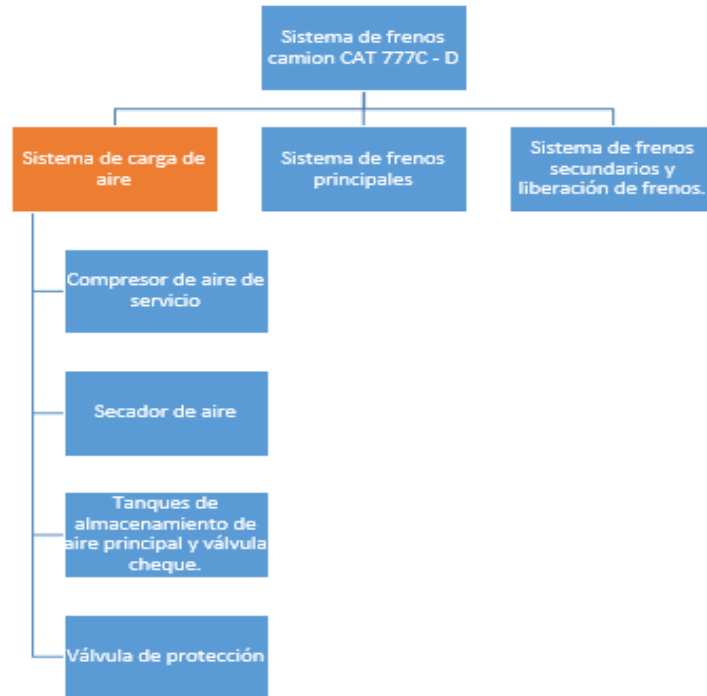 Sistema de frenos
camion CAT 777C - D
Sistema de carga de
aire
Sistema de frenos
principales
Sistema de frenos
secundarios y
liberación de frenos.
Compresor de aire de
servicio
Secador de aire
Tanques de
almacenamiento de
aire principal y válvula
cheque.
Válvula de protección